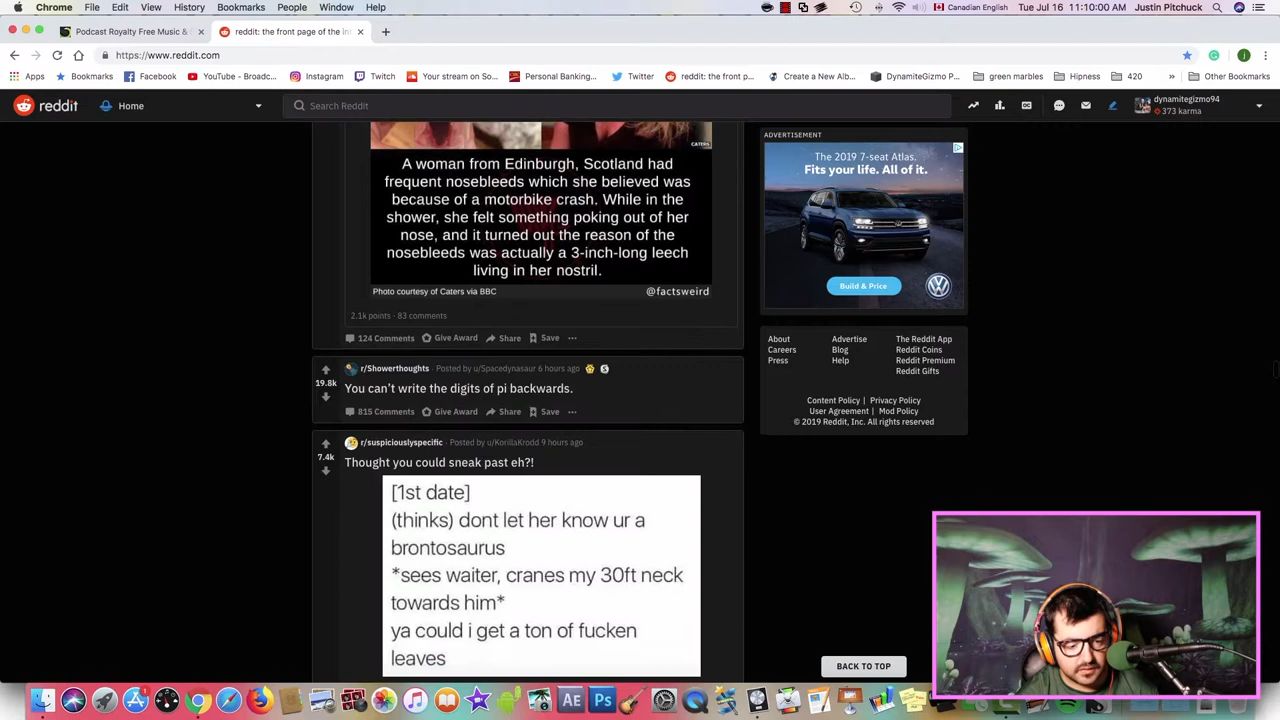 Chrome File Edit View History Bookmarks People Window Help
Canadian English Tue Jul 16 11:10:00 AM Justin Pitchuck
Podcast Royalty Free Music & reddit: the front page of the in
https://www.reddit.com
Apps Bookmarks Facebook YouTube - Broadc... Instagram Twitch Your stream on So... Personal Banking... Twitter reddit: the front p... Create a New Alb... DynamiteGizmo P... green marbles Hipness 420 » Other Bookmarks
reddit Home Search Reddit dynamitegizmo94
373 karma
CATERS
A woman from Edinburgh, Scotland had
frequent nosebleeds which she believed was
because of a motorbike crash. While in the
shower, she felt something poking out of her
nose, and it turned out the reason of the
nosebleeds was actually a 3-inch-long leech
living in her nostril.
Photo courtesy of Caters via BBC @factsweird
2.1k points · 83 comments
124 Comments Give Award Share Save
r/Showerthoughts · Posted by u/Spacedynasaur 6 hours ago
19.8k
You can't write the digits of pi backwards.
815 Comments Give Award Share Save
r/suspiciouslyspecific · Posted by u/KorillaKrodd 9 hours ago
7.4k
Thought you could sneak past eh?!
[1st date]
(thinks) dont let her know ur a
brontosaurus
*sees waiter, cranes my 30ft neck
towards him*
ya could i get a ton of fucken
leaves
ADVERTISEMENT
The 2019 7-seat Atlas.
Fits your life. All of it.
Build & Price
About Advertise The Reddit App
Careers Blog Reddit Coins
Press Help Reddit Premium
Reddit Gifts
Content Policy | Privacy Policy
User Agreement | Mod Policy
© 2019 Reddit, Inc. All rights reserved
BACK TO TOP
1
AE Ps